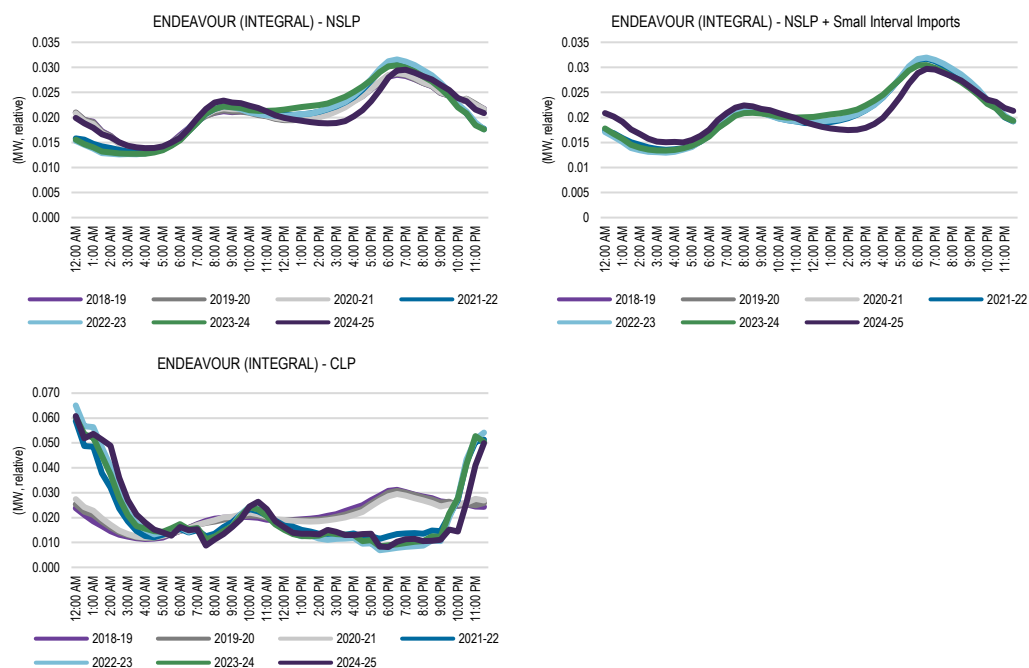 ENDEAVOUR (INTEGRAL) - NSLP
(MW, relative)
0.035
0.030
0.025
0.020
0.015
0.010
0.005
0.000
12:00 AM
1:00 AM
2:00 AM
3:00 AM
4:00 AM
5:00 AM
6:00 AM
7:00 AM
8:00 AM
9:00 AM
10:00 AM
11:00 AM
12:00 PM
1:00 PM
2:00 PM
3:00 PM
4:00 PM
5:00 PM
6:00 PM
7:00 PM
8:00 PM
9:00 PM
10:00 PM
11:00 PM
2018-19 2019-20 2020-21 2021-22
2022-23 2023-24 2024-25
ENDEAVOUR (INTEGRAL) - NSLP + Small Interval Imports
(MW, relative)
0.035
0.030
0.025
0.020
0.015
0.010
0.005
0
12:00 AM
1:00 AM
2:00 AM
3:00 AM
4:00 AM
5:00 AM
6:00 AM
7:00 AM
8:00 AM
9:00 AM
10:00 AM
11:00 AM
12:00 PM
1:00 PM
2:00 PM
3:00 PM
4:00 PM
5:00 PM
6:00 PM
7:00 PM
8:00 PM
9:00 PM
10:00 PM
11:00 PM
2018-19 2019-20 2020-21 2021-22
2022-23 2023-24 2024-25
ENDEAVOUR (INTEGRAL) - CLP
(MW, relative)
0.070
0.060
0.050
0.040
0.030
0.020
0.010
0.000
12:00 AM
1:00 AM
2:00 AM
3:00 AM
4:00 AM
5:00 AM
6:00 AM
7:00 AM
8:00 AM
9:00 AM
10:00 AM
11:00 AM
12:00 PM
1:00 PM
2:00 PM
3:00 PM
4:00 PM
5:00 PM
6:00 PM
7:00 PM
8:00 PM
9:00 PM
10:00 PM
11:00 PM
2018-19 2019-20 2020-21 2021-22
2022-23 2023-24 2024-25